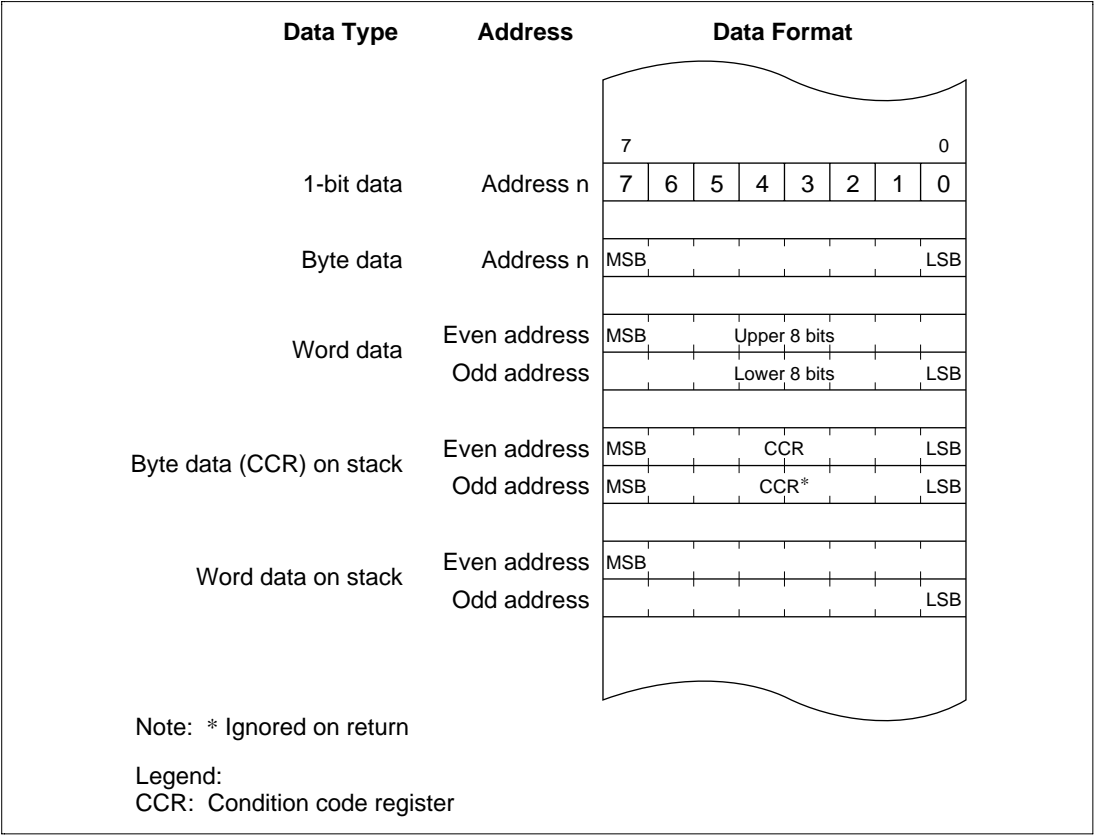 Data Type Address Data Format
7 0
1-bit data Address n 7 6 5 4 3 2 1 0
Byte data Address n MSB LSB
Word data
Even address MSB Upper 8 bits
Odd address Lower 8 bits LSB
Byte data (CCR) on stack
Even address MSB CCR LSB
Odd address MSB CCR* LSB
Word data on stack
Even address MSB
Odd address LSB
Note: * Ignored on return
Legend:
CCR: Condition code register